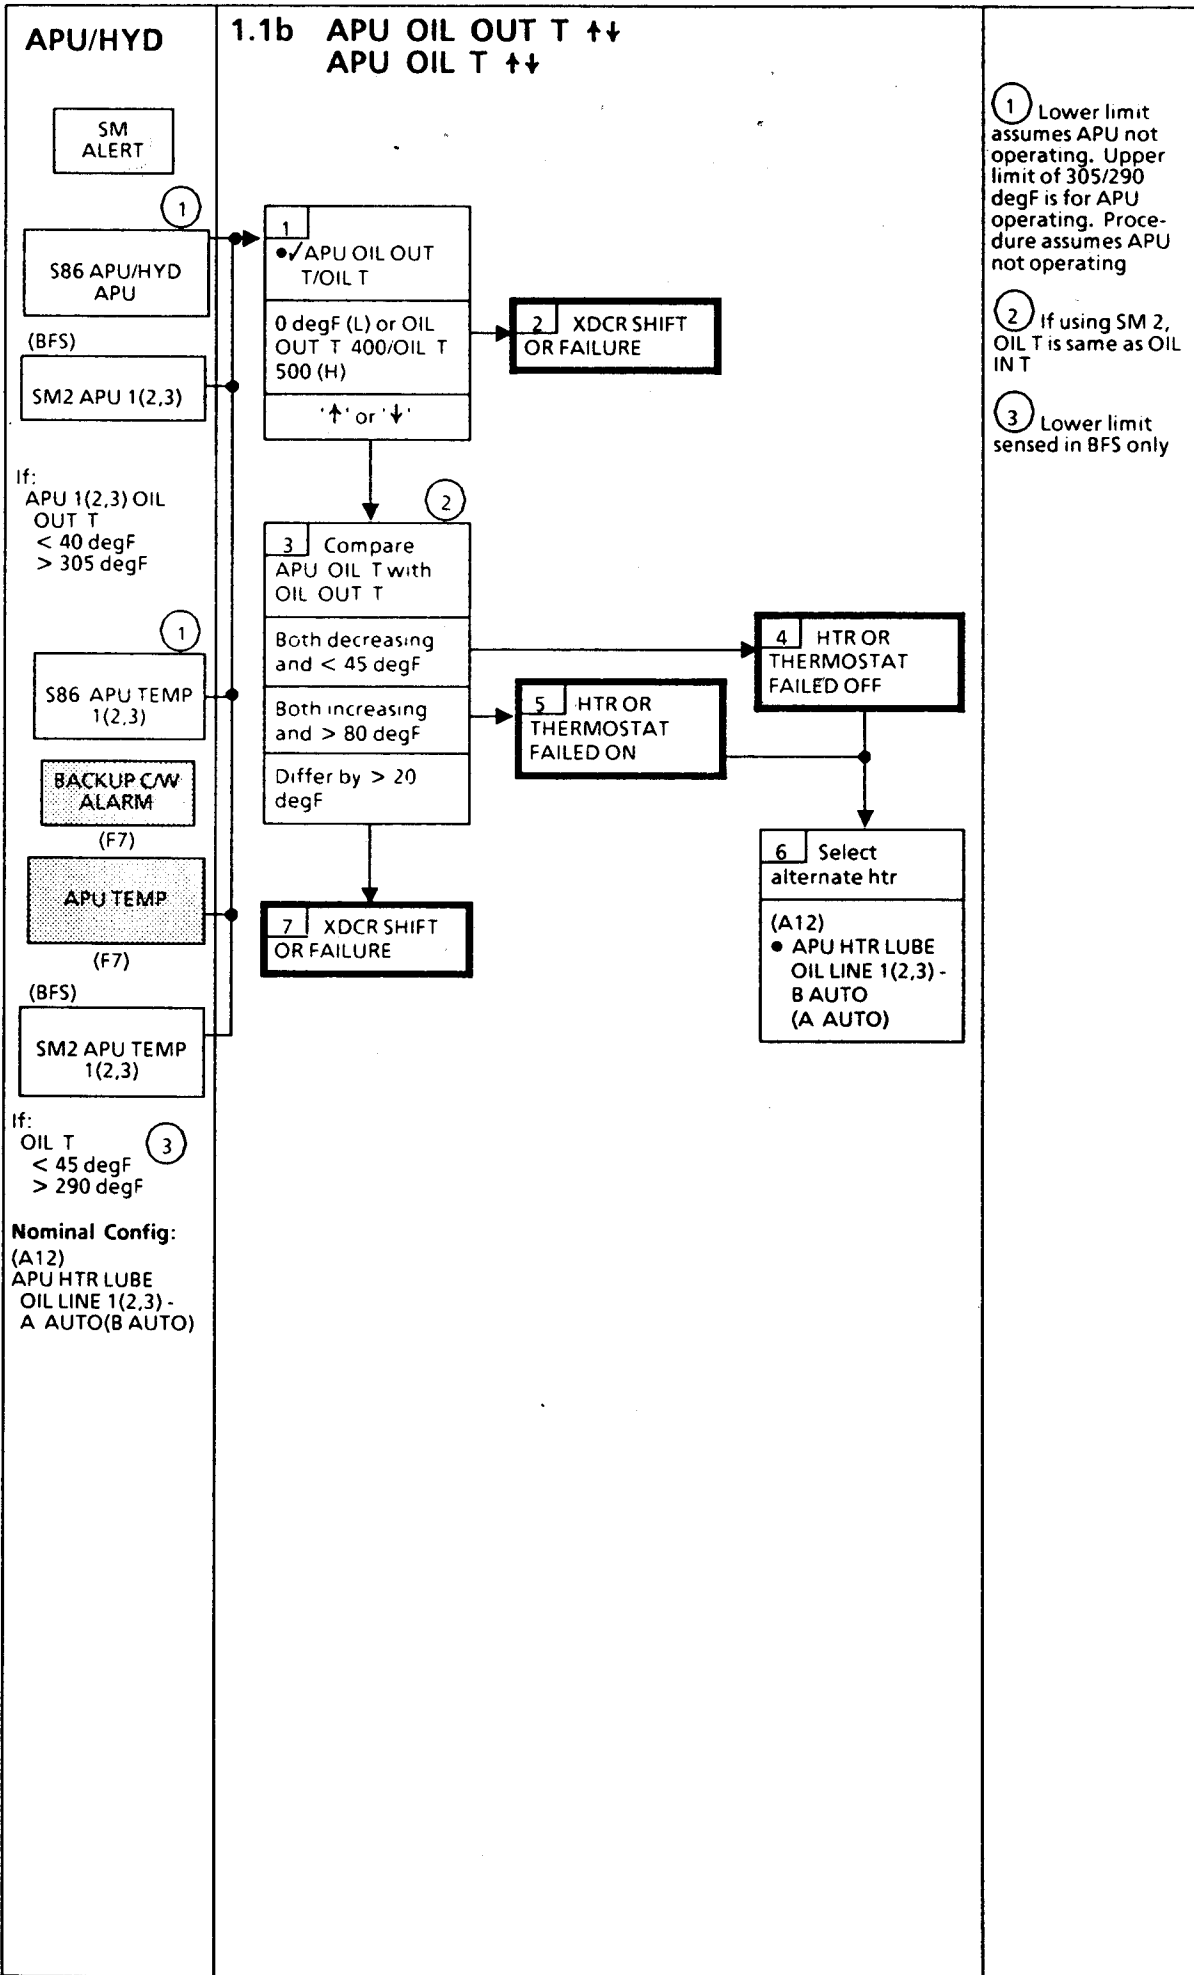 APU/HYD
SM
ALERT
1
S86 APU/HYD
APU
(BFS)
SM2 APU 1(2,3)
If:
APU 1(2,3) OIL
OUT T
< 40 degF
> 305 degF
1
S86 APU TEMP
1(2,3)
BACKUP C/W
ALARM
(F7)
APU TEMP
(F7)
(BFS)
SM2 APU TEMP
1(2,3)
If:
OIL T
3
< 45 degF
> 290 degF
Nominal Config:
(A12)
APU HTR LUBE
OIL LINE 1(2,3) -
A AUTO(B AUTO)
1.1b APU OIL OUT T ↑↓
APU OIL T ↑↓
1
●✓APU OIL OUT
T/OIL T
0 degF (L) or OIL
OUT T 400/OIL T
500 (H)
'↑' or '↓'
2 XDCR SHIFT
OR FAILURE
2
3 Compare
APU OIL T with
OIL OUT T
Both decreasing
and < 45 degF
Both increasing
and > 80 degF
Differ by > 20
degF
4 HTR OR
THERMOSTAT
FAILED OFF
5 HTR OR
THERMOSTAT
FAILED ON
6 Select
alternate htr
(A12)
● APU HTR LUBE
OIL LINE 1(2,3) -
B AUTO
(A AUTO)
7 XDCR SHIFT
OR FAILURE
1 Lower limit
assumes APU not
operating. Upper
limit of 305/290
degF is for APU
operating. Proce-
dure assumes APU
not operating
2 If using SM 2,
OIL T is same as OIL
IN T
3 Lower limit
sensed in BFS only